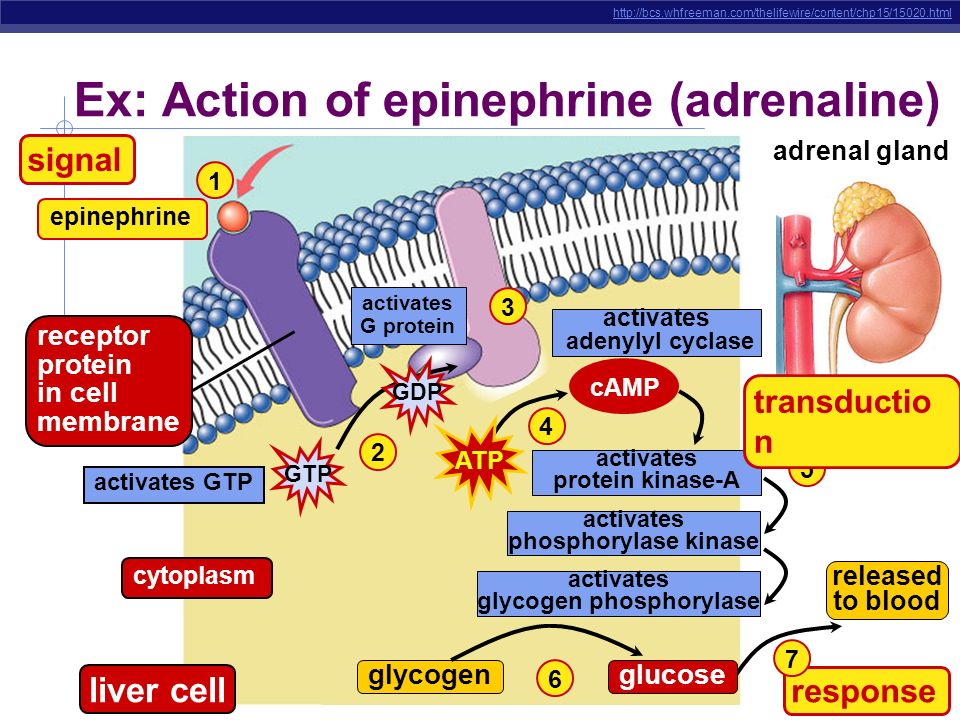 http://bcs.whfreeman.com/thelifewire/content/chp15/15020.html
Ex: Action of epinephrine (adrenaline)
signal
adrenal gland
1
epinephrine
activates
G protein
3
activates
adenylyl cyclase
receptor
protein
in cell
membrane
GDP
cAMP
transductio
n
4
2
ATP
GTP
activates GTP
activates
protein kinase-A
5
activates
phosphorylase kinase
cytoplasm
activates
glycogen phosphorylase
released
to blood
7
glycogen
6
glucose
liver cell
response